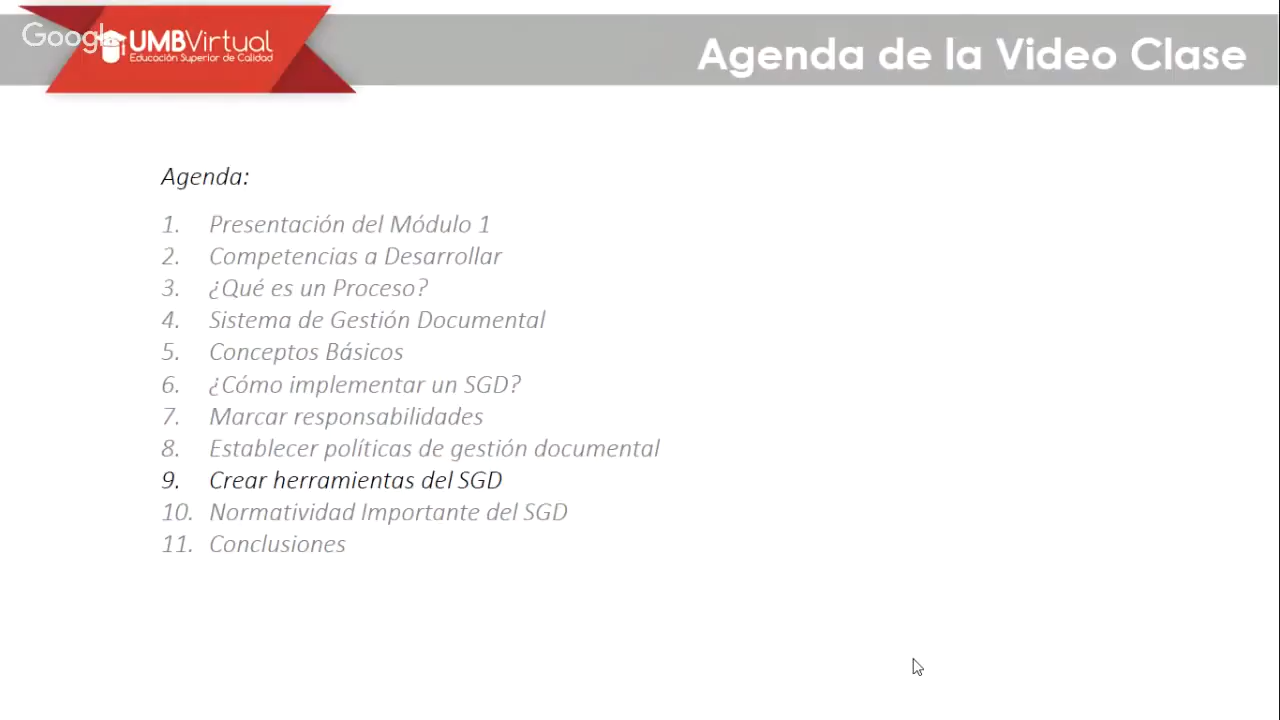 Google
UMBVirtual
Educación Superior de Calidad
Agenda de la Video Clase
Agenda:
1. Presentación del Módulo 1
2. Competencias a Desarrollar
3. ¿Qué es un Proceso?
4. Sistema de Gestión Documental
5. Conceptos Básicos
6. ¿Cómo implementar un SGD?
7. Marcar responsabilidades
8. Establecer políticas de gestión documental
9. Crear herramientas del SGD
10. Normatividad Importante del SGD
11. Conclusiones